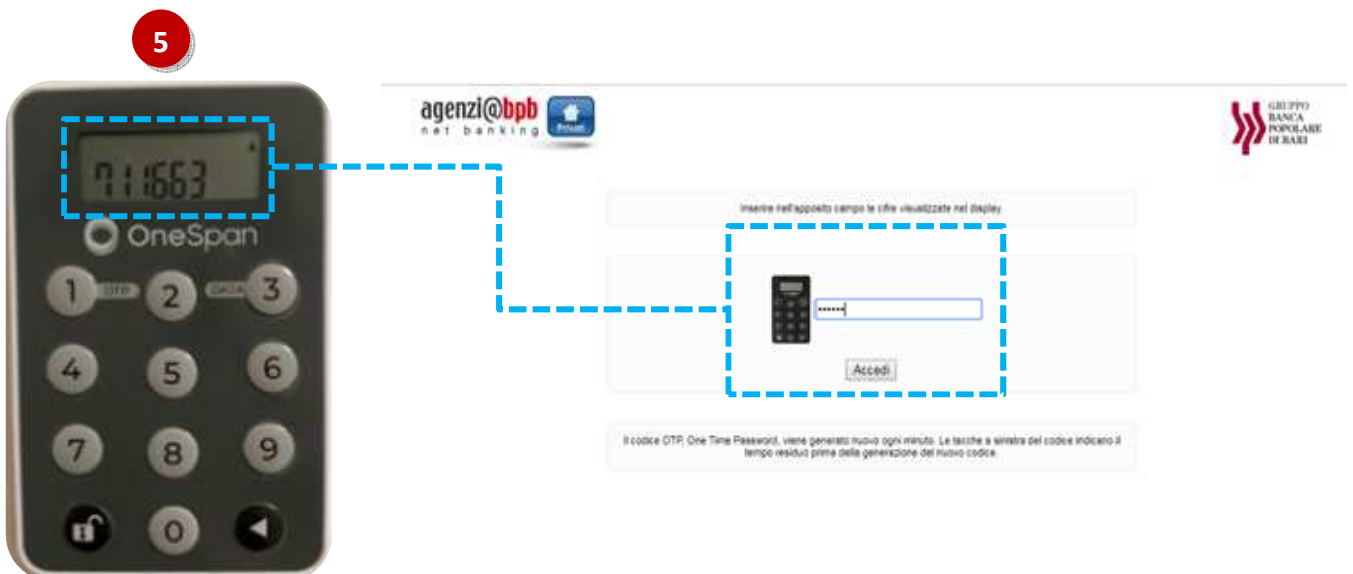 5
711663
OneSpan
1 OTP 2 DATA 3
4 5 6
7 8 9
0
agenzi@bpb
net banking
Privati
GRUPPO
BANCA
POPOLARE
DI BARI
Inserire nell'apposito campo le cifre visualizzate nel display.
••••••
Accedi
Il codice OTP, One Time Password, viene generato nuovo ogni minuto. Le tacche a sinistra del codice indicano il
tempo residuo prima della generazione del nuovo codice.